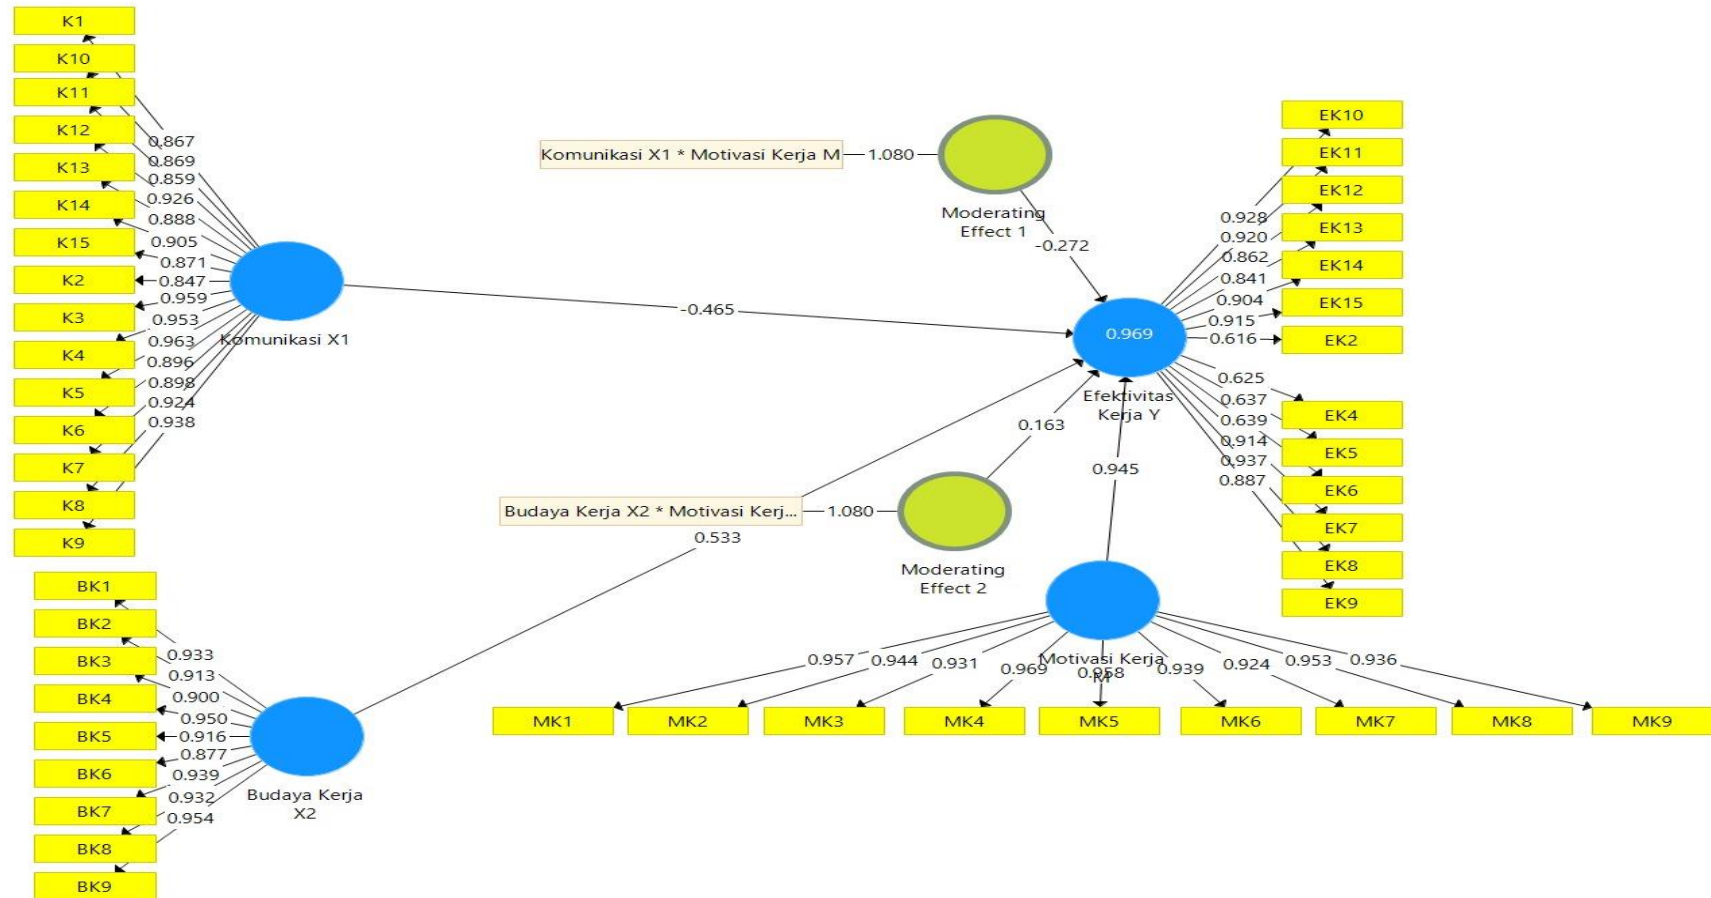 K1
K10
K11
K12
K13
K14
K15
K2
K3
K4
K5
K6
K7
K8
K9
0.867
0.869
0.859
0.926
0.888
0.905
0.871
0.847
0.959
0.953
0.963
0.896
0.898
0.924
0.938
Komunikasi X1
-0.465
Komunikasi X1 * Motivasi Kerja M
1.080
Moderating
Effect 1
-0.272
0.969
Efektivitas
Kerja Y
EK10
EK11
EK12
EK13
EK14
EK15
EK2
EK4
EK5
EK6
EK7
EK8
EK9
0.928
0.920
0.862
0.841
0.904
0.915
0.616
0.625
0.637
0.639
0.914
0.937
0.887
0.163
0.945
Budaya Kerja X2 * Motivasi Kerj...
1.080
Moderating
Effect 2
0.533
BK1
BK2
BK3
BK4
BK5
BK6
BK7
BK8
BK9
0.933
0.913
0.900
0.950
0.916
0.877
0.939
0.932
0.954
Budaya Kerja
X2
Motivasi Kerja
M
0.957
0.944
0.931
0.969
0.958
0.939
0.924
0.953
0.936
MK1
MK2
MK3
MK4
MK5
MK6
MK7
MK8
MK9